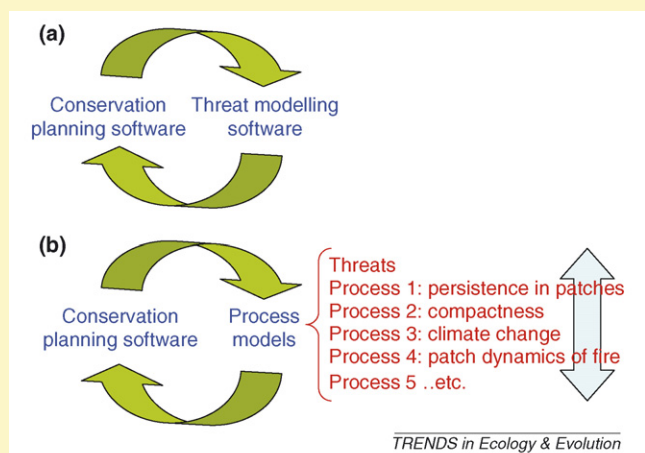 (a)
Conservation planning software
Threat modelling software
(b)
Conservation planning software
Process models
Threats
Process 1: persistence in patches
Process 2: compactness
Process 3: climate change
Process 4: patch dynamics of fire
Process 5 ..etc.
TRENDS in Ecology & Evolution